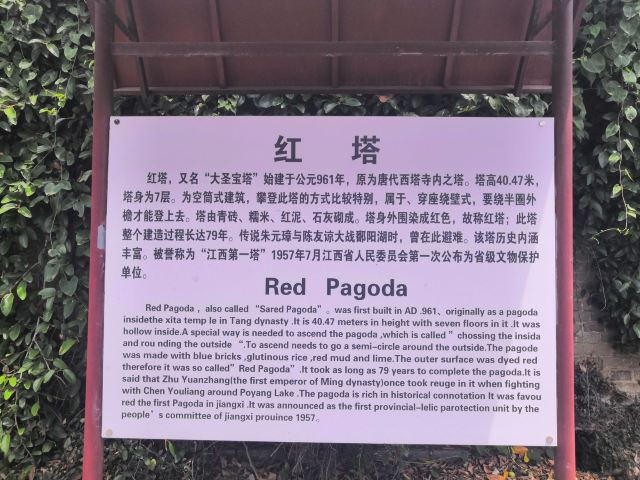 红 塔
红塔，又名“大圣宝塔”始建于公元961年，原为唐代西塔寺内之塔。塔高40.47米，
塔身为7层。为空筒式建筑，攀登此塔的方式比较特别，属于、穿座绕壁式，要绕半圈外
檐才能登上去。塔由青砖、糯米、红泥、石灰砌成。塔身外围染成红色，故称红塔；此塔
整个建造过程长达79年。传说朱元璋与陈友谅大战鄱阳湖时，曾在此避难。该塔历史内涵
丰富。被誉称为“江西第一塔”1957年7月江西省人民委员会第一次公布为省级文物保护
单位。
Red Pagoda
Red Pagoda , also called “Sared Pagoda”。was first built in AD .961、originally as a pagoda
insidethe xita temp le in Tang dynasty .It is 40.47 meters in height with seven floors in it .It was
hollow inside.A special way is needed to ascend the pagoda ,which is called ” chossing the insida
and rou nding the outside “.To ascend needs to go a semi-circle around the outside.The pagode
was made with blue bricks ,glutinous rice ,red mud and lime.The outer surface was dyed red
therefore it was so called” Red Pagoda”.It took as long as 79 years to complete the pagoda.It is
said that Zhu Yuanzhang(the first emperor of Ming dynasty)once took reuge in it when fighting
with Chen Youliang around Poyang Lake .The pagoda is rich in historical connotation It was favou
red the first Pagoda in jiangxi .It was announced as the first provincial-lelic parotection unit by the
people’s committee of jiangxi prouince 1957。